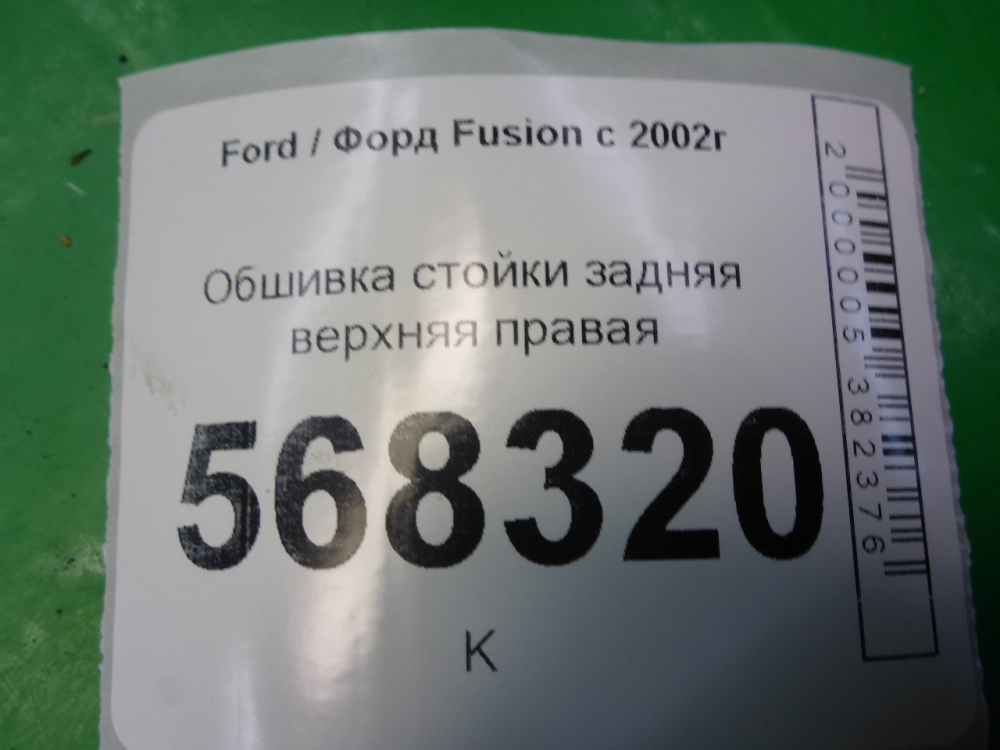 Ford / Форд Fusion с 2002г
Обшивка стойки задняя
верхняя правая
568320
К
2000005382376